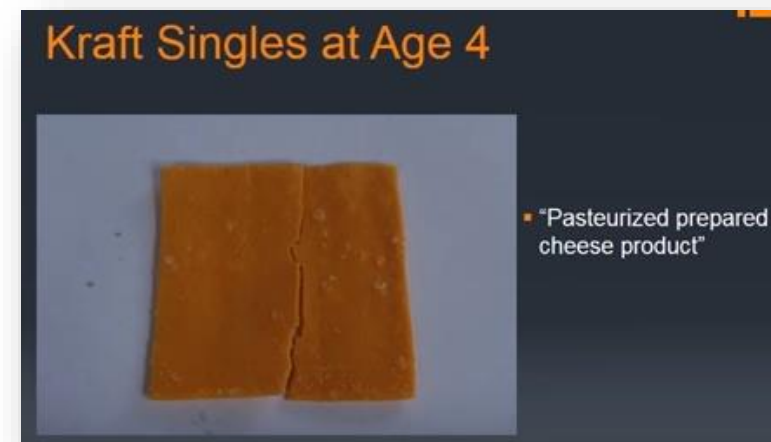 Kraft Singles at Age 4
▪ “Pasteurized prepared
cheese product”